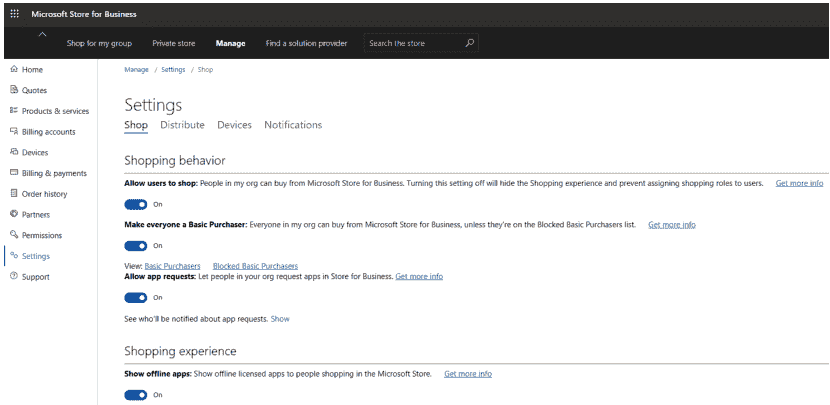 Microsoft Store for Business
Shop for my group Private store Manage Find a solution provider Search the store
Home
Quotes
Products & services
Billing accounts
Devices
Billing & payments
Order history
Partners
Permissions
Settings
Support
Manage / Settings / Shop
Settings
Shop Distribute Devices Notifications
Shopping behavior
Allow users to shop: People in my org can buy from Microsoft Store for Business. Turning this setting off will hide the Shopping experience and prevent assigning shopping roles to users. Get more info
On
Make everyone a Basic Purchaser: Everyone in my org can buy from Microsoft Store for Business, unless they're on the Blocked Basic Purchasers list. Get more info
On
View: Basic Purchasers Blocked Basic Purchasers
Allow app requests: Let people in your org request apps in Store for Business. Get more info
On
See who'll be notified about app requests. Show
Shopping experience
Show offline apps: Show offline licensed apps to people shopping in the Microsoft Store. Get more info
On